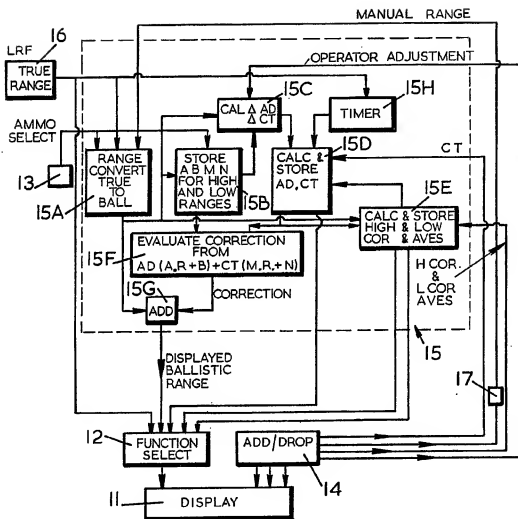 MANUAL RANGE
LRF
16
TRUE
RANGE
OPERATOR ADJUSTMENT
15C
CAL Δ AD
Δ CT
15H
TIMER
AMMO
SELECT
13
RANGE
CONVERT
TRUE
TO
BALL
15A
STORE
A B M N
FOR HIGH
AND LOW
RANGES
15B
15D
CALC &
STORE
AD,CT
CT
15E
CALC & STORE
HIGH & LOW
COR & AVES
15F
EVALUATE CORRECTION
FROM
AD (A,R + B) + CT (M,R,+ N)
15G
ADD
CORRECTION
H COR.
&
L COR
AVES
15
DISPLAYED
BALLISTIC
RANGE
17
12
FUNCTION
SELECT
ADD/DROP
14
11
DISPLAY